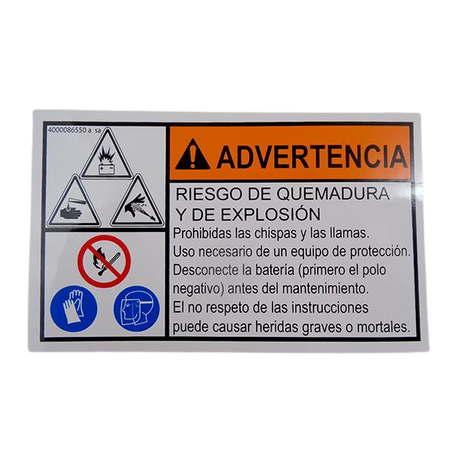 4000086550 a sa
ADVERTENCIA
RIESGO DE QUEMADURA
Y DE EXPLOSIÓN
Prohibidas las chispas y las llamas.
Uso necesario de un equipo de protección.
Desconecte la batería (primero el polo
negativo) antes del mantenimiento.
El no respeto de las instrucciones
puede causar heridas graves o mortales.